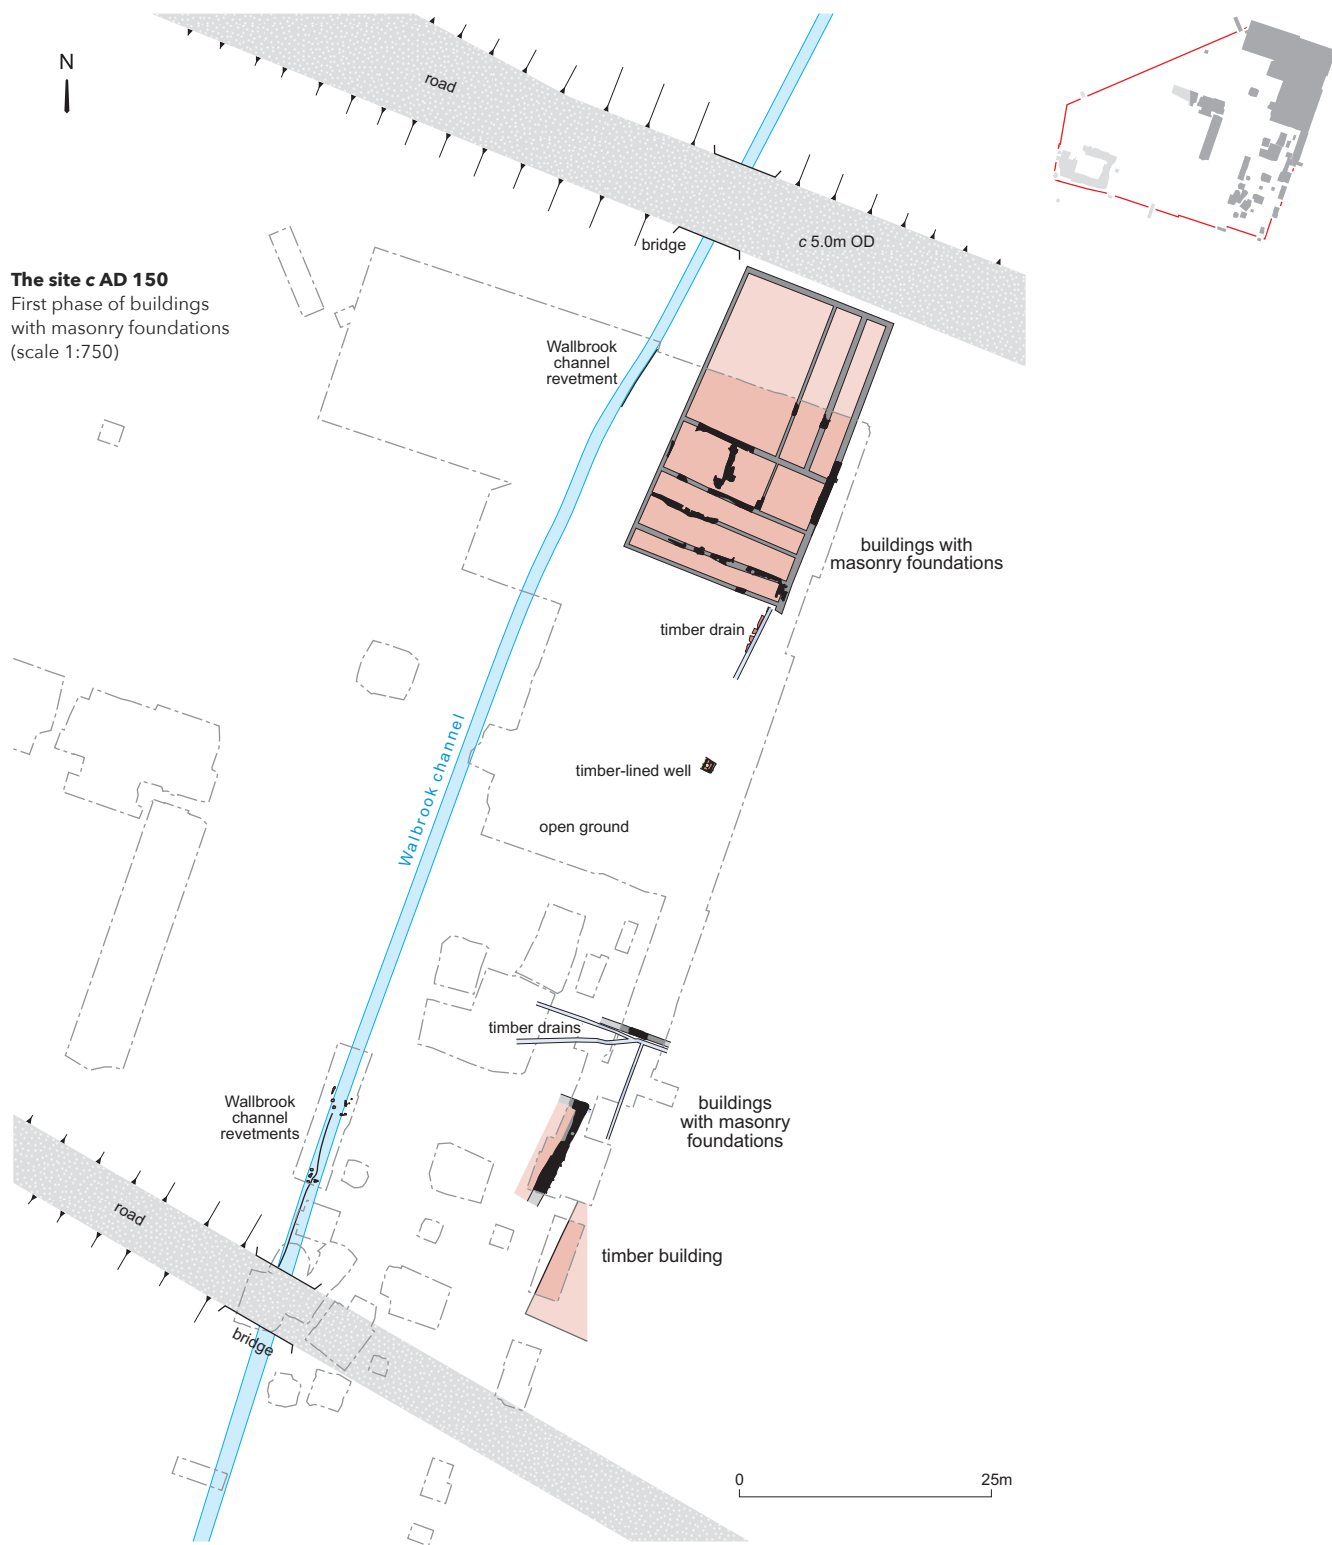 road
N
bridge
c 5.0m OD
The site c AD 150
First phase of buildings
with masonry foundations
(scale 1:750)
Wallbrook
channel
revetment
buildings with
masonry foundations
timber drain
Walbrook channel
timber-lined well
open ground
timber drains
Wallbrook
channel
revetments
buildings
with masonry
foundations
road
timber building
bridge
0 25m